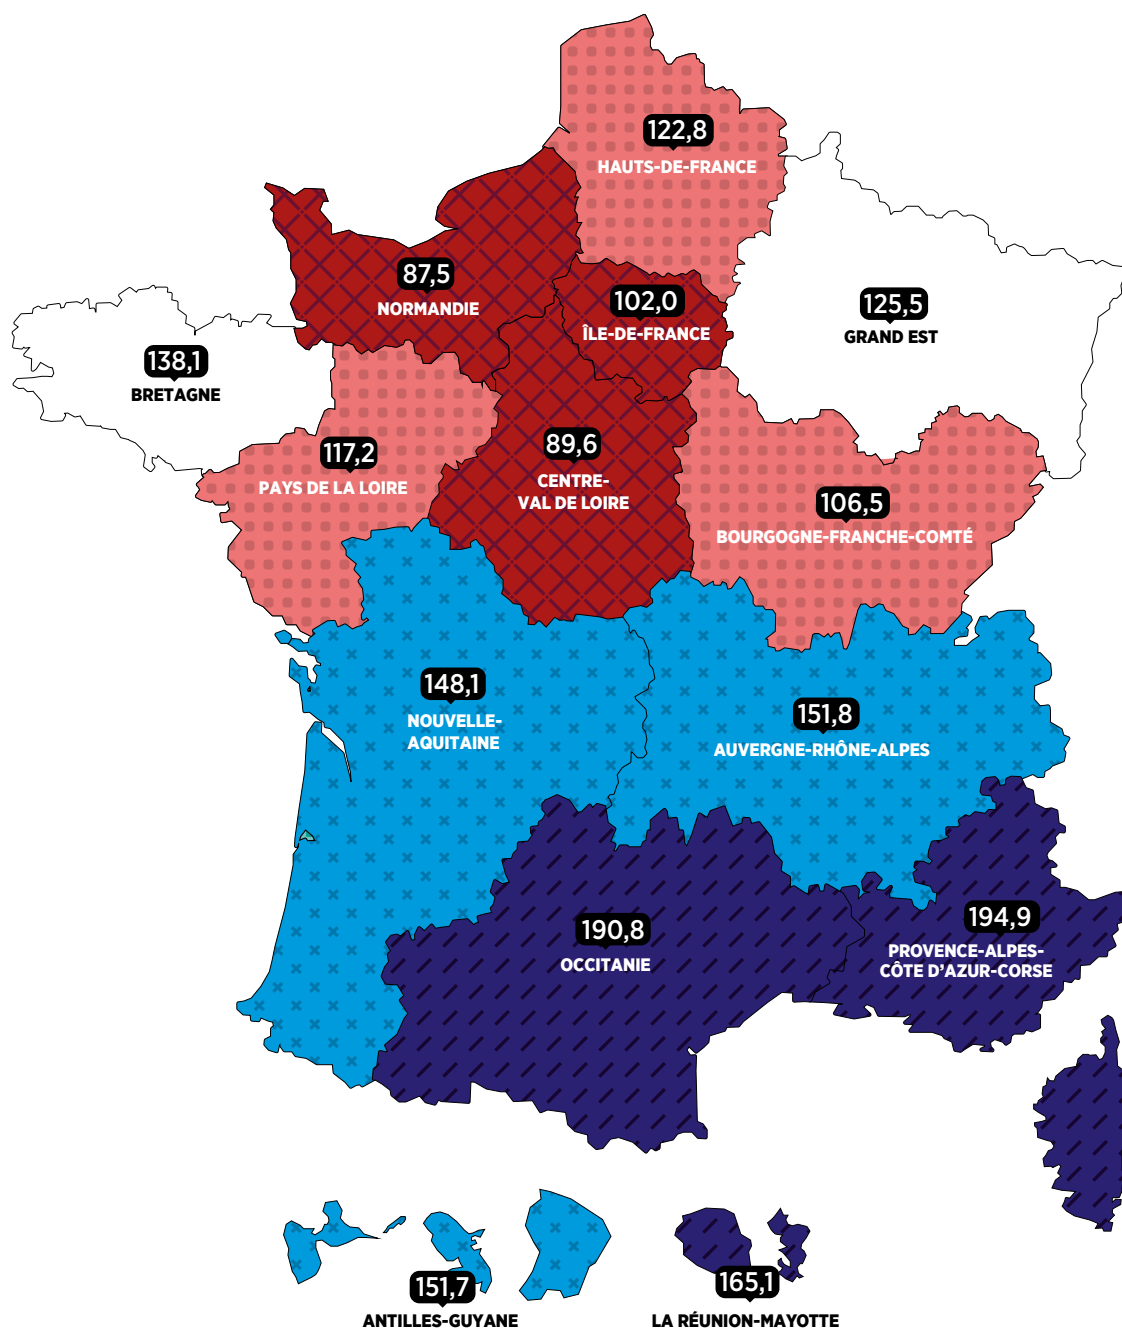 122,8
HAUTS-DE-FRANCE
87,5
NORMANDIE
102,0
ÎLE-DE-FRANCE
125,5
GRAND EST
138,1
BRETAGNE
117,2
PAYS DE LA LOIRE
89,6
CENTRE-
VAL DE LOIRE
106,5
BOURGOGNE-FRANCHE-COMTÉ
148,1
NOUVELLE-
AQUITAINE
151,8
AUVERGNE-RHÔNE-ALPES
190,8
OCCITANIE
194,9
PROVENCE-ALPES-
CÔTE D'AZUR-CORSE
151,7
ANTILLES-GUYANE
165,1
LA RÉUNION-MAYOTTE